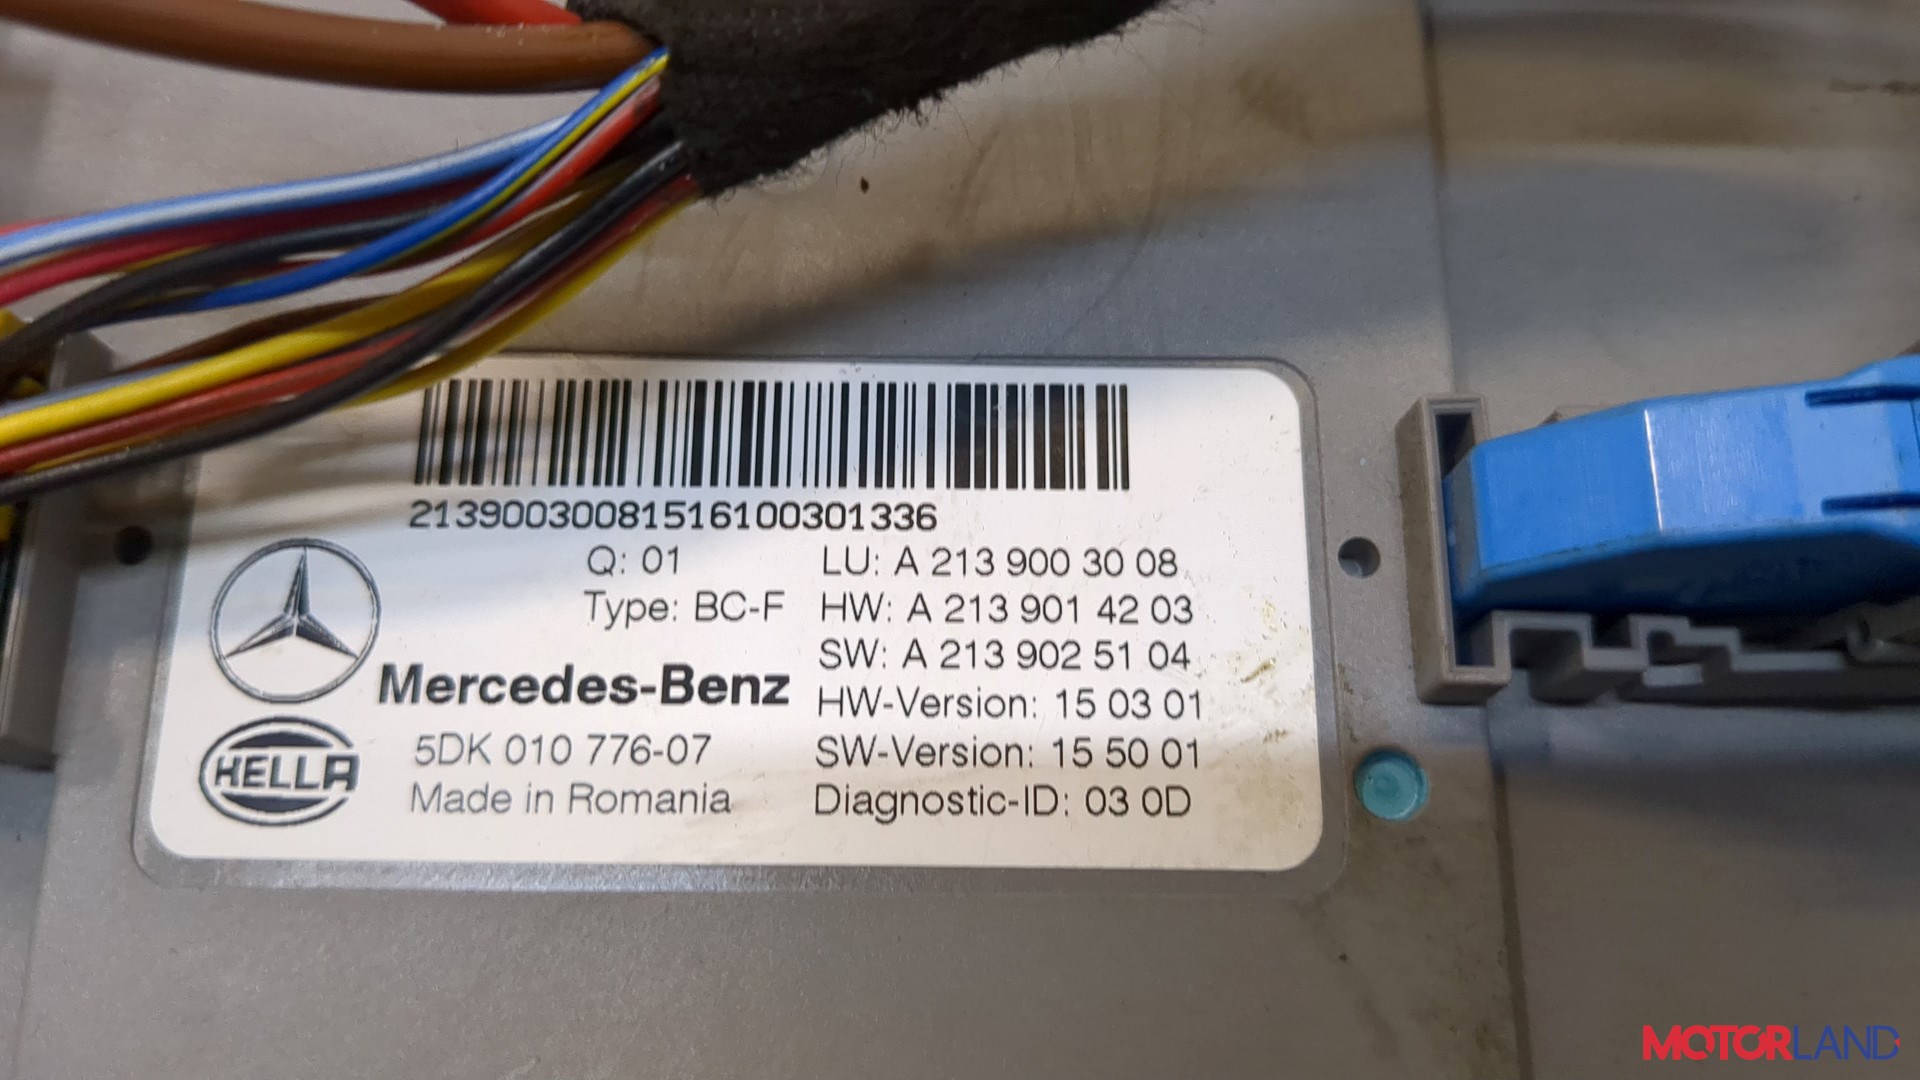 2139003008151610030​1336
Q: 01
LU: A 213 900 30 08
Type: BC-F
HW: A 213 901 42 03
SW: A 213 902 51 04
Mercedes-Benz
HW-Version: 15 03 01
5DK 010 776-07
SW-Version: 15 50 01
HELLA
Made in Romania
Diagnostic-ID: 03 0D
MOTORLAND